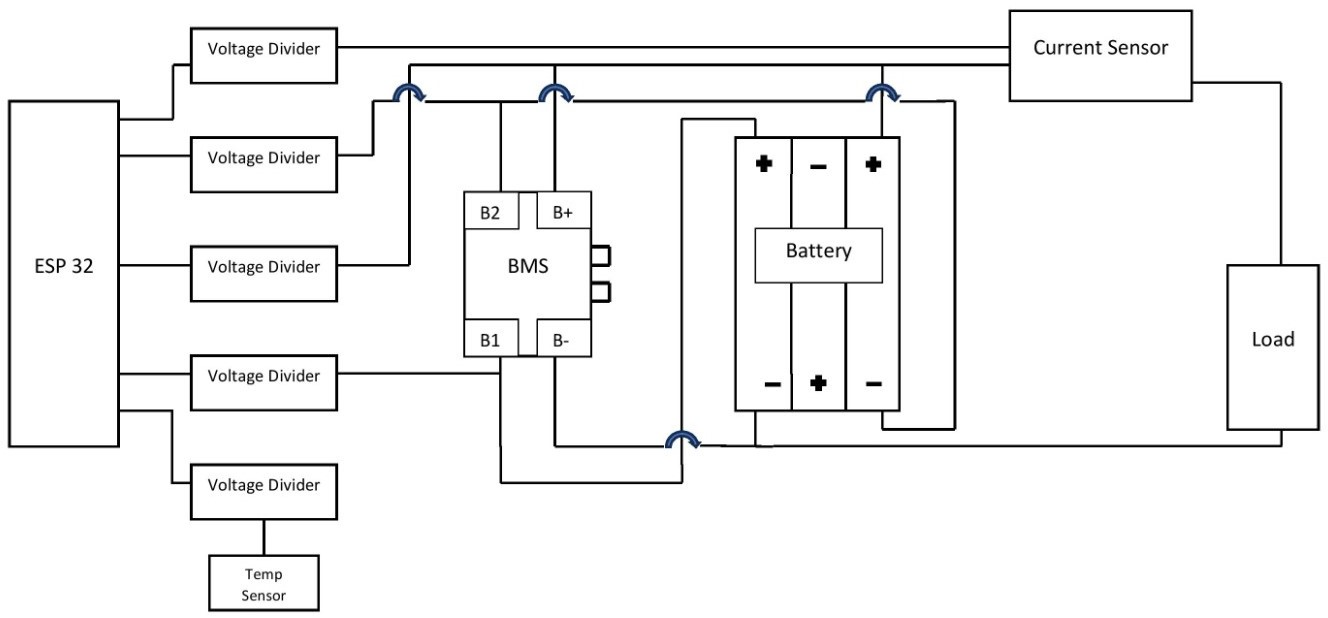 Voltage Divider
Current Sensor
Voltage Divider
+ − +
B2 B+
Battery
ESP 32
Voltage Divider
BMS
B1 B-
Load
Voltage Divider
− + −
Voltage Divider
Temp
Sensor